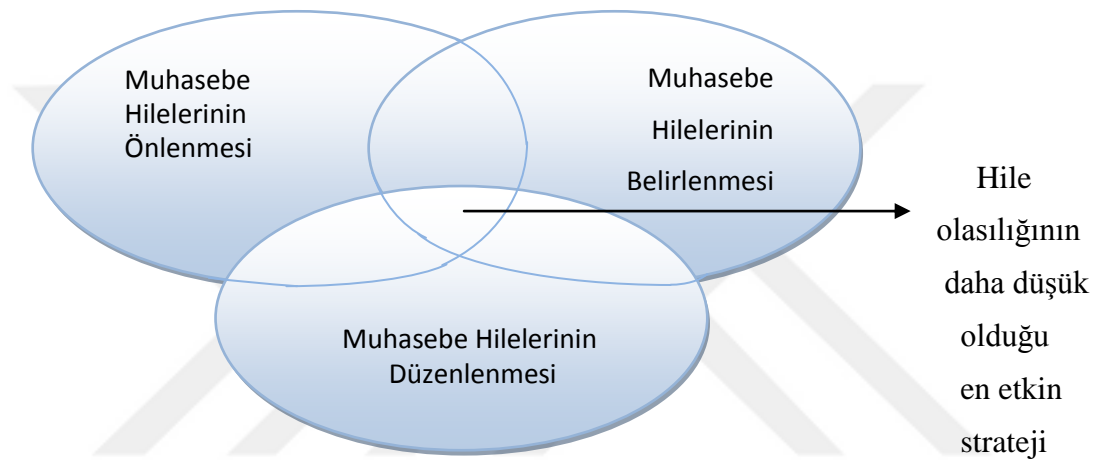 Muhasebe
Hilelerinin
Önlenmesi
Muhasebe
Hilelerinin
Belirlenmesi
Muhasebe Hilelerinin
Düzenlenmesi
Hile
olasılığının
daha düşük
olduğu
en etkin
strateji